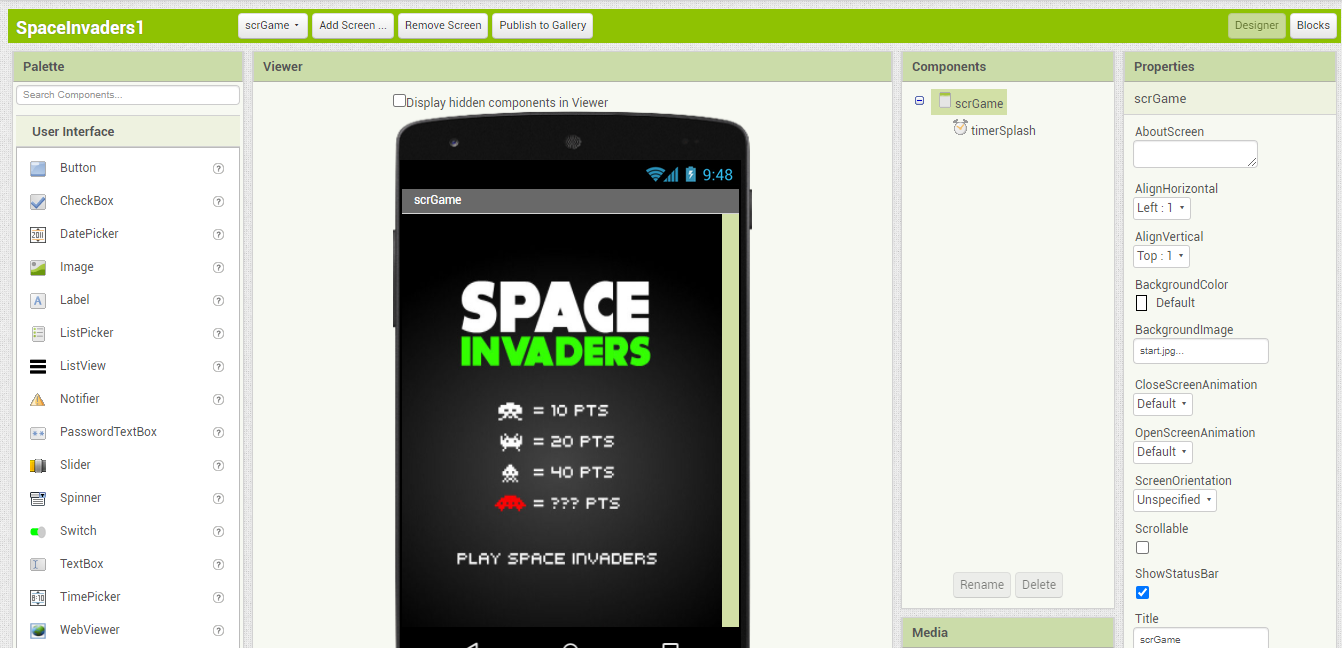 SpaceInvaders1
scrGame
Add Screen ...
Remove Screen
Publish to Gallery
Designer
Blocks
Palette
Search Components...
User Interface
Button
?
CheckBox
?
DatePicker
?
Image
?
Label
?
ListPicker
?
ListView
?
Notifier
?
PasswordTextBox
?
Slider
?
Spinner
?
Switch
?
TextBox
?
TimePicker
?
WebViewer
?
Viewer
Display hidden components in Viewer
9:48
scrGame
SPACE
INVADERS
= 10 PTS
= 20 PTS
= 40 PTS
= ??? PTS
PLAY SPACE INVADERS
Components
scrGame
timerSplash
Rename
Delete
Media
Properties
scrGame
AboutScreen
AlignHorizontal
Left : 1
AlignVertical
Top : 1
BackgroundColor
Default
BackgroundImage
start.jpg...
CloseScreenAnimation
Default
OpenScreenAnimation
Default
ScreenOrientation
Unspecified
Scrollable
ShowStatusBar
Title
scrGame